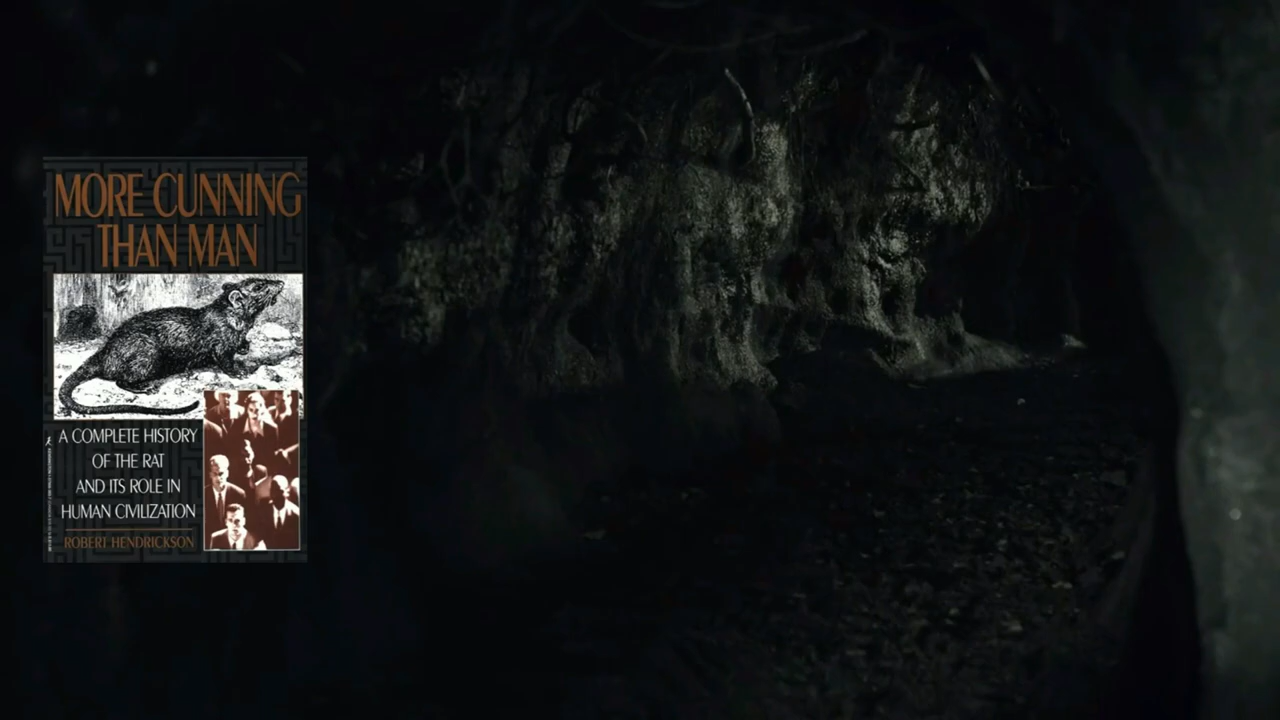 MORE CUNNING
THAN MAN
A COMPLETE HISTORY
OF THE RAT
AND ITS ROLE IN
HUMAN CIVILIZATION
ROBERT HENDRICKSON